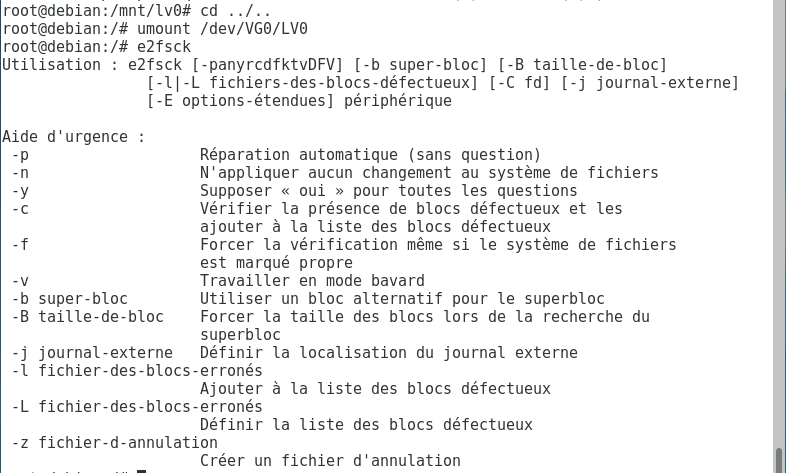 root@debian:/mnt/lv0# cd ../..
root@debian:/# umount /dev/VG0/LV0
root@debian:/# e2fsck
Utilisation : e2fsck [-panyrcdfktvDFV] [-b super-bloc] [-B taille-de-bloc]
[-l|-L fichiers-des-blocs-défectueux] [-C fd] [-j journal-externe]
[-E options-étendues] périphérique
Aide d'urgence :
-p Réparation automatique (sans question)
-n N'appliquer aucun changement au système de fichiers
-y Supposer « oui » pour toutes les questions
-c Vérifier la présence de blocs défectueux et les
ajouter à la liste des blocs défectueux
-f Forcer la vérification même si le système de fichiers
est marqué propre
-v Travailler en mode bavard
-b super-bloc Utiliser un bloc alternatif pour le superbloc
-B taille-de-bloc Forcer la taille des blocs lors de la recherche du
superbloc
-j journal-externe Définir la localisation du journal externe
-l fichier-des-blocs-erronés
Ajouter à la liste des blocs défectueux
-L fichier-des-blocs-erronés
Définir la liste des blocs défectueux
-z fichier-d-annulation
Créer un fichier d'annulation